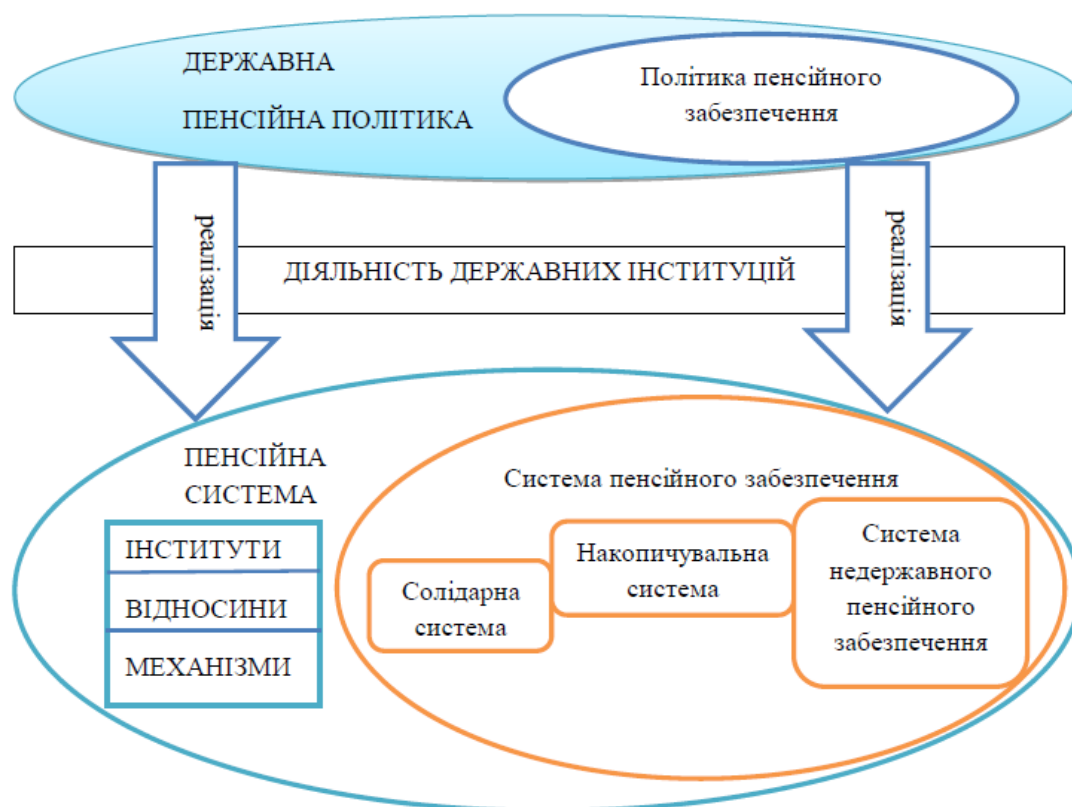 ДЕРЖАВНА
ПЕНСІЙНА ПОЛІТИКА
Політика пенсійного
забезпечення
реалізація
реалізація
ДІЯЛЬНІСТЬ ДЕРЖАВНИХ ІНСТИТУЦІЙ
ПЕНСІЙНА
СИСТЕМА
ІНСТИТУТИ
ВІДНОСИНИ
МЕХАНІЗМИ
Система пенсійного забезпечення
Солідарна
система
Накопичувальна
система
Система
недержавного
пенсійного
забезпечення